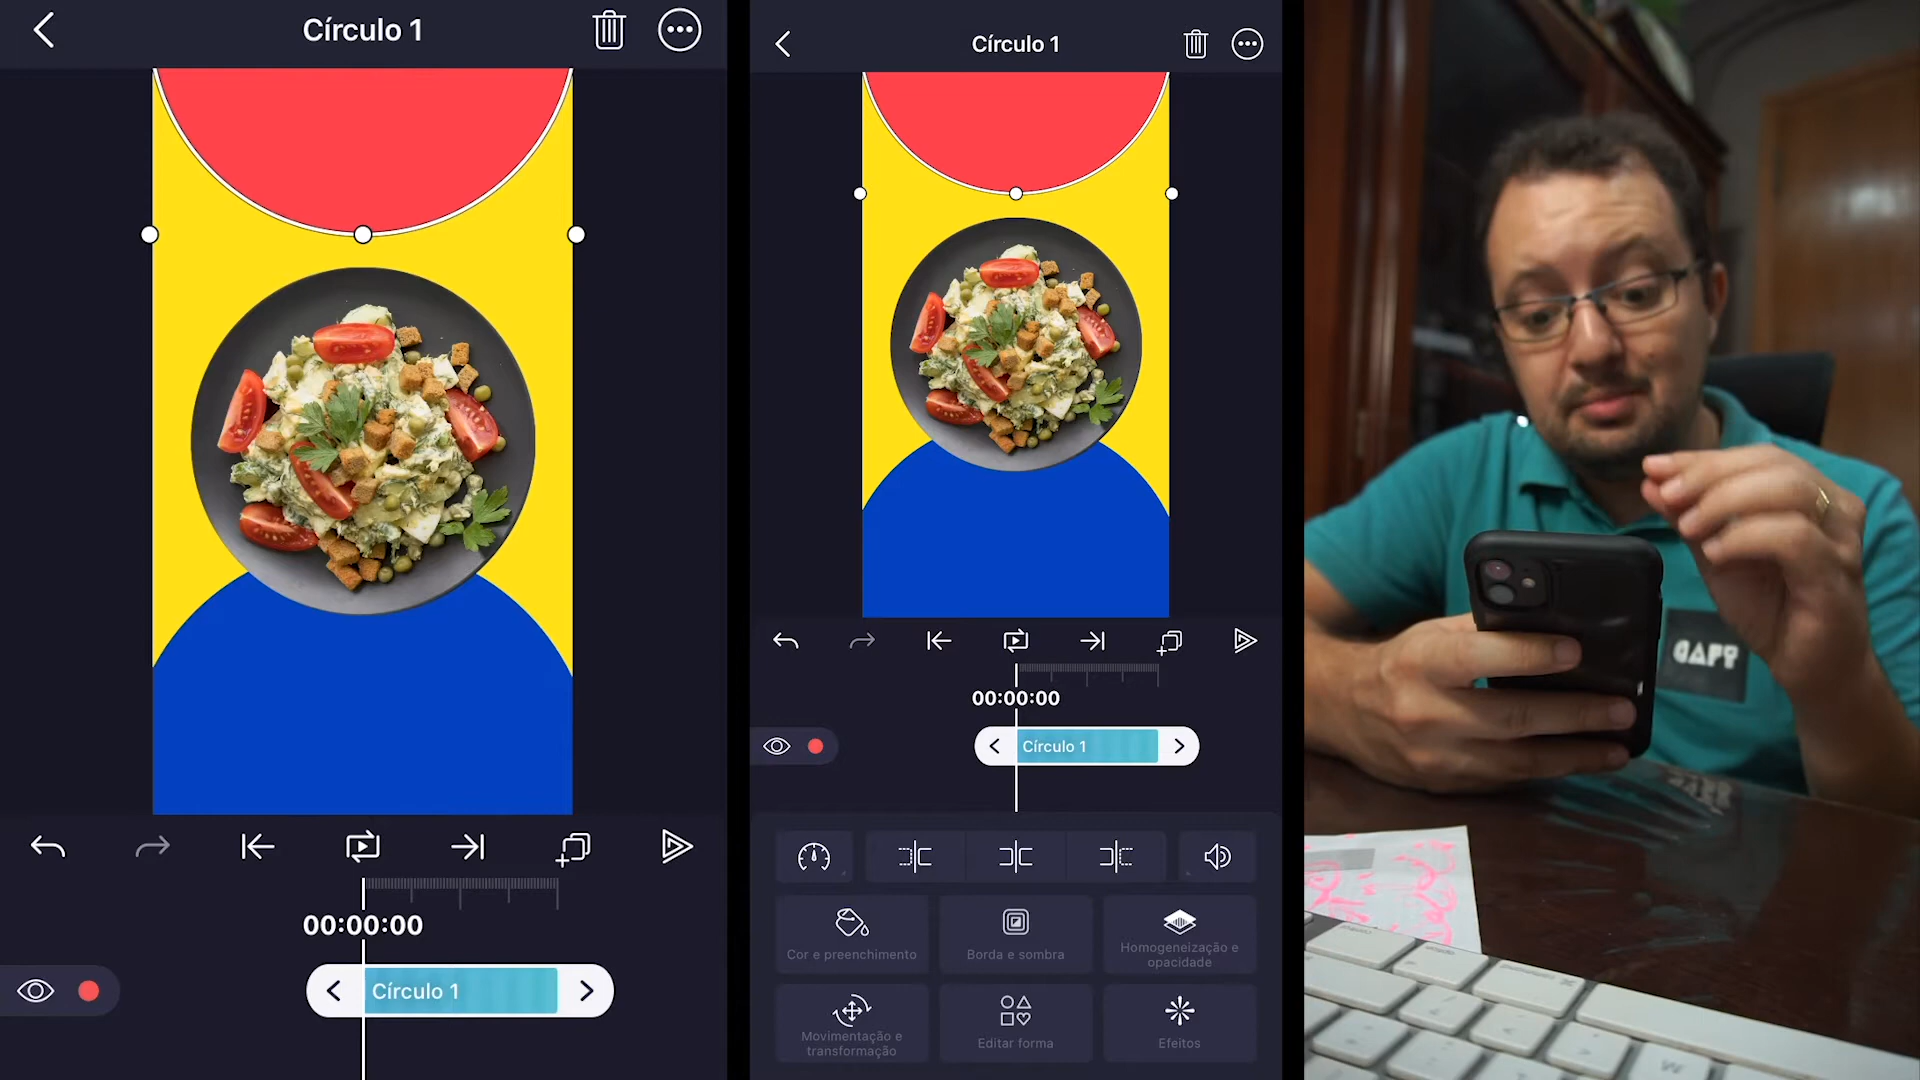 Círculo 1
00:00:00
Círculo 1
Círculo 1
00:00:00
Círculo 1
Cor e preenchimento
Borda e sombra
Homogeneização e
opacidade
Movimentação e
transformação
Editar forma
Efeitos